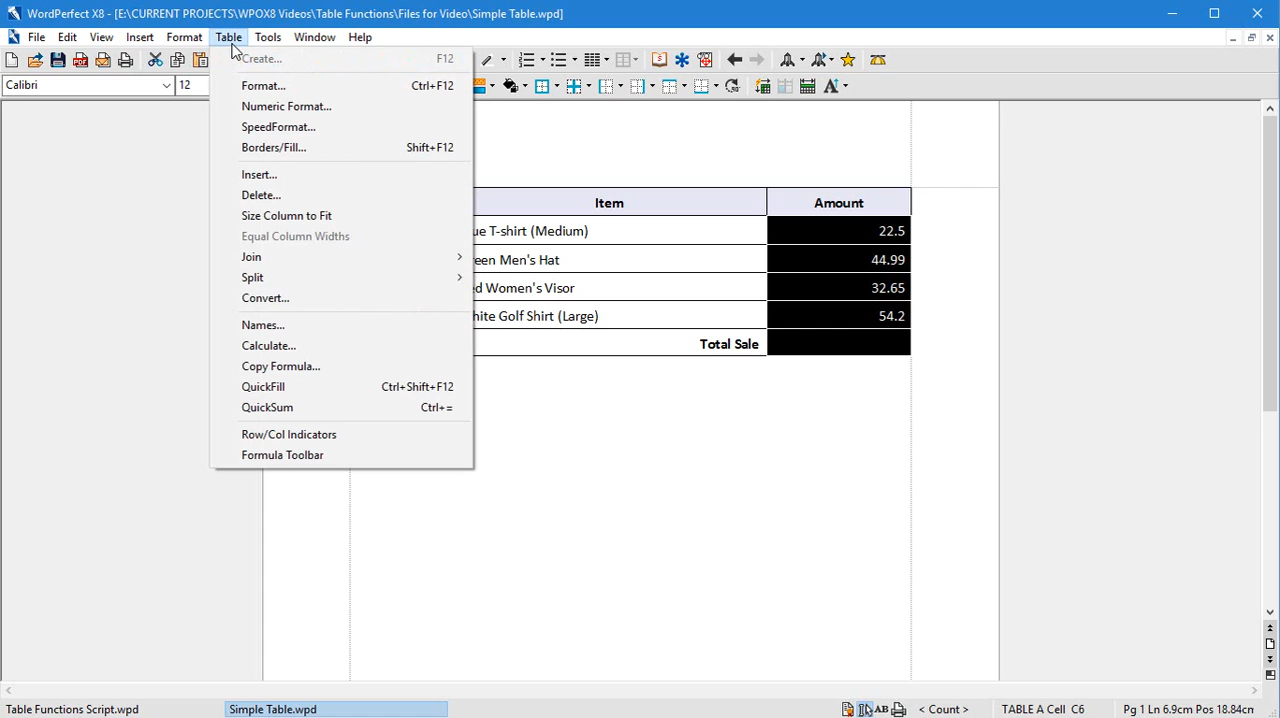 WordPerfect X8 - [E:\CURRENT PROJECTS\WPOX8 Videos\Table Functions\Files for Video\Simple Table.wpd]
File Edit View Insert Format Table Tools Window Help
Calibri 12
Create... F12
Format... Ctrl+F12
Numeric Format...
SpeedFormat...
Borders/Fill... Shift+F12
Insert...
Delete...
Size Column to Fit
Equal Column Widths
Join
Split
Convert...
Names...
Calculate...
Copy Formula...
QuickFill Ctrl+Shift+F12
QuickSum Ctrl+=
Row/Col Indicators
Formula Toolbar
Item Amount
ue T-shirt (Medium) 22.5
een Men's Hat 44.99
ed Women's Visor 32.65
hite Golf Shirt (Large) 54.2
Total Sale
Table Functions Script.wpd Simple Table.wpd AB < Count > TABLE A Cell C6 Pg 1 Ln 6.9cm Pos 18.84cm